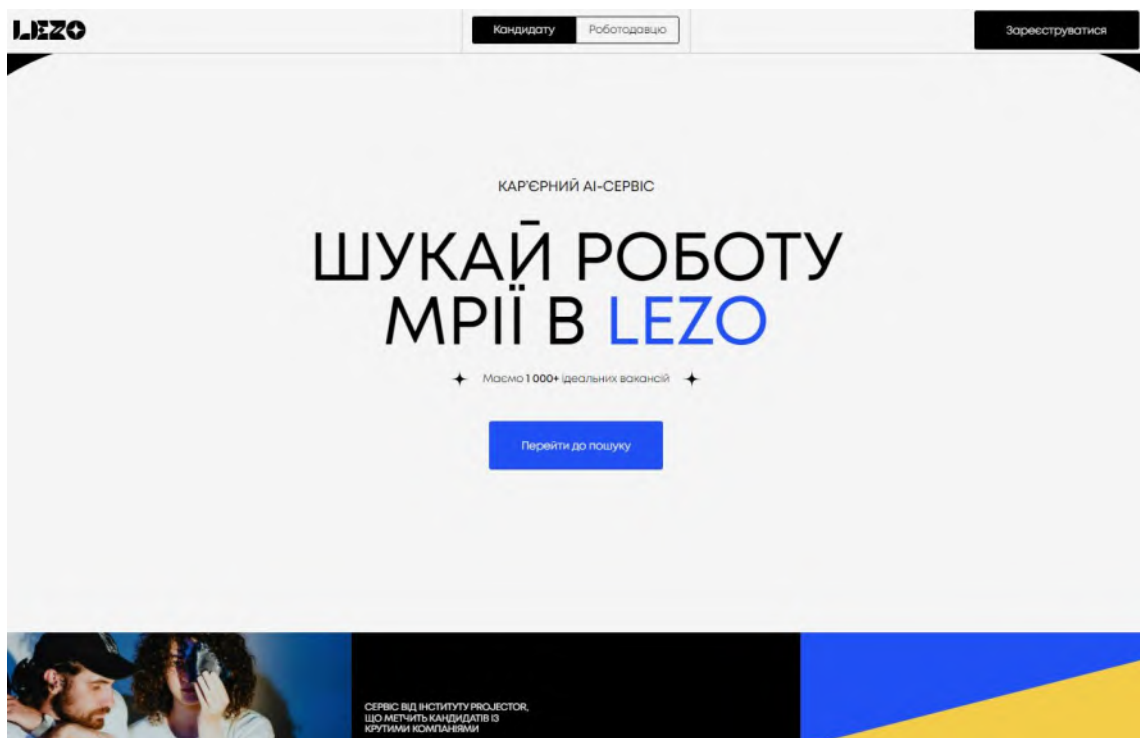 LEZO
Кандидату
Роботодавцю
Зареєструватися
КАР'ЄРНИЙ АІ-СЕРВІС
ШУКАЙ РОБОТУ
МРІЇ В LEZO
Маємо 1 000+ ідеальних вакансій
Перейти до пошуку
СЕРВІС ВІД ІНСТИТУТУ PROJECTOR,
ЩО МЕТЧИТЬ КАНДИДАТІВ ІЗ
КРУТИМИ КОМПАНІЯМИ